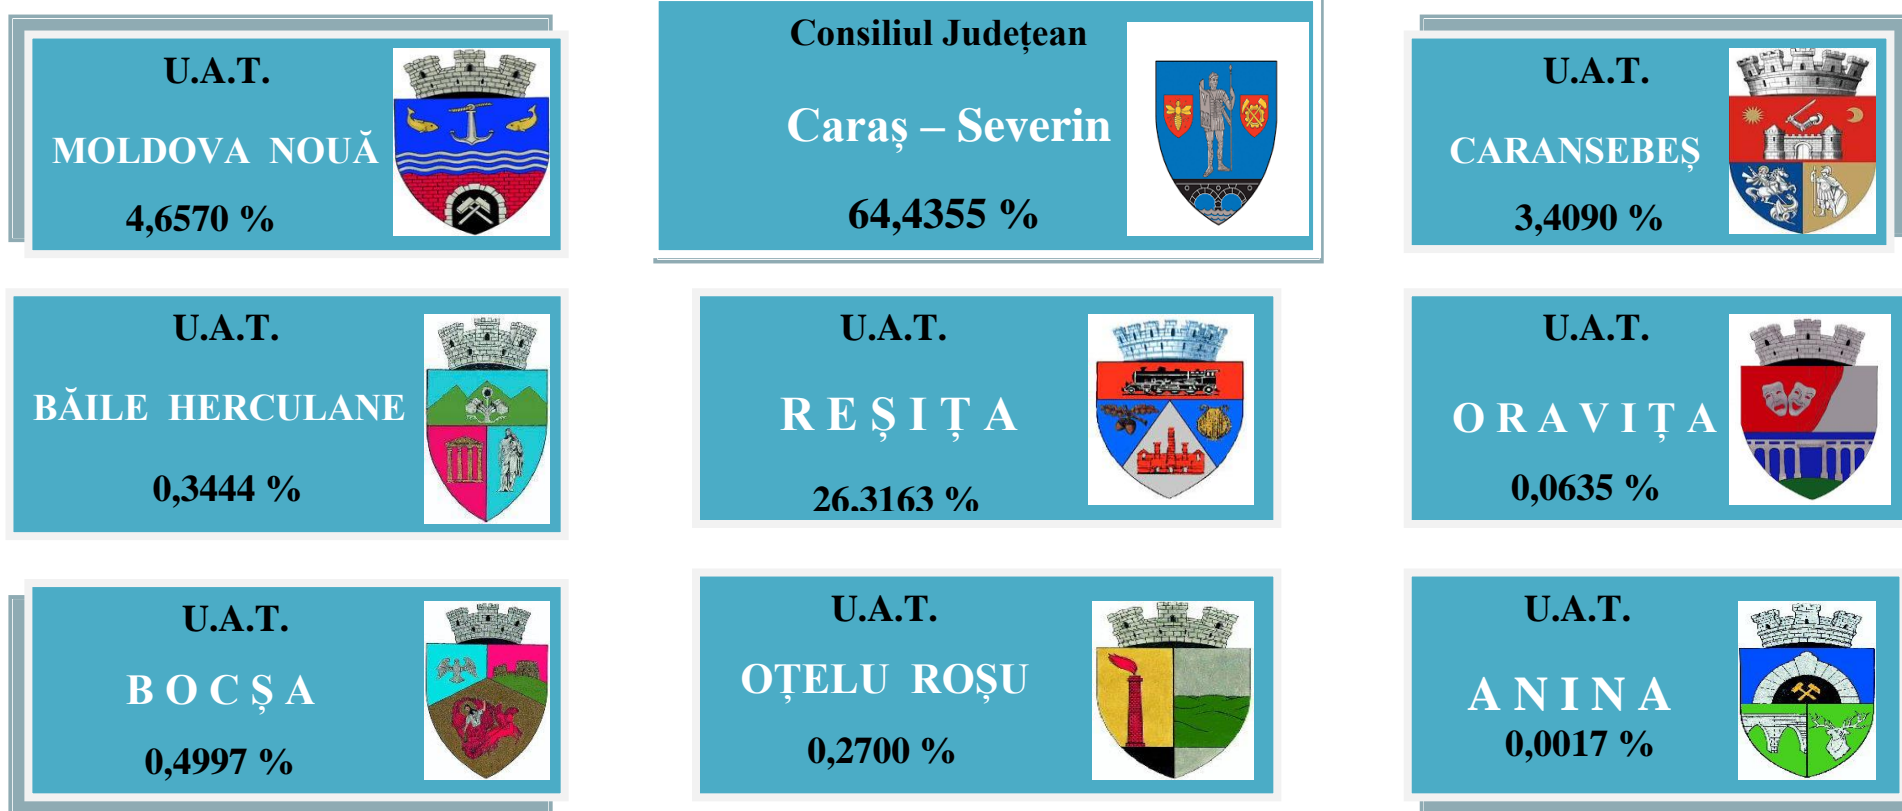 U.A.T.
MOLDOVA NOUĂ
4,6570 %
Consiliul Județean
Caraș – Severin
64,4355 %
U.A.T.
CARANSEBEȘ
3,4090 %
U.A.T.
BĂILE HERCULANE
0,3444 %
U.A.T.
R E Ș I Ț A
26,3163 %
U.A.T.
O R A V I Ț A
0,0635 %
U.A.T.
B O C Ș A
0,4997 %
U.A.T.
OȚELU ROȘU
0,2700 %
U.A.T.
A N I N A
0,0017 %